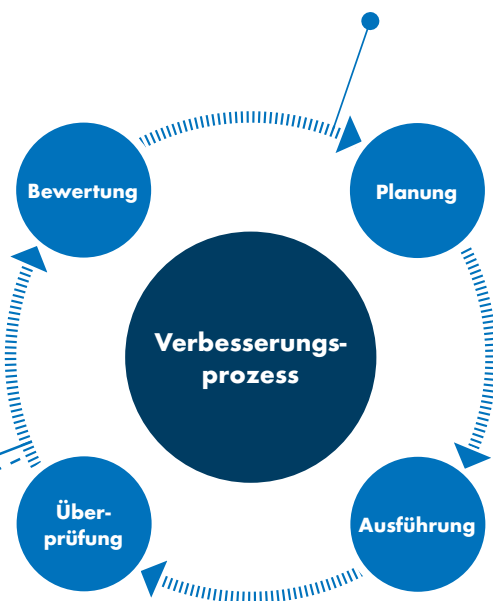 Bewertung
Planung
Verbesserungs-
prozess
Über-
prüfung
Ausführung